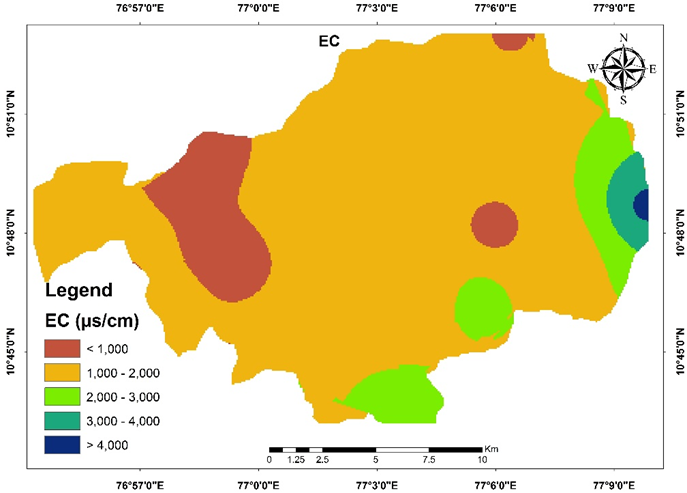 76°57'0"E 77°0'0"E 77°3'0"E 77°6'0"E 77°9'0"E
EC
N
W E
S
10°51'0"N 10°51'0"N
10°48'0"N 10°48'0"N
10°45'0"N 10°45'0"N
Legend
EC (µs/cm)
< 1,000
1,000 - 2,000
2,000 - 3,000
3,000 - 4,000
> 4,000
Km
0 1.25 2.5 5 7.5 10
76°57'0"E 77°0'0"E 77°3'0"E 77°6'0"E 77°9'0"E